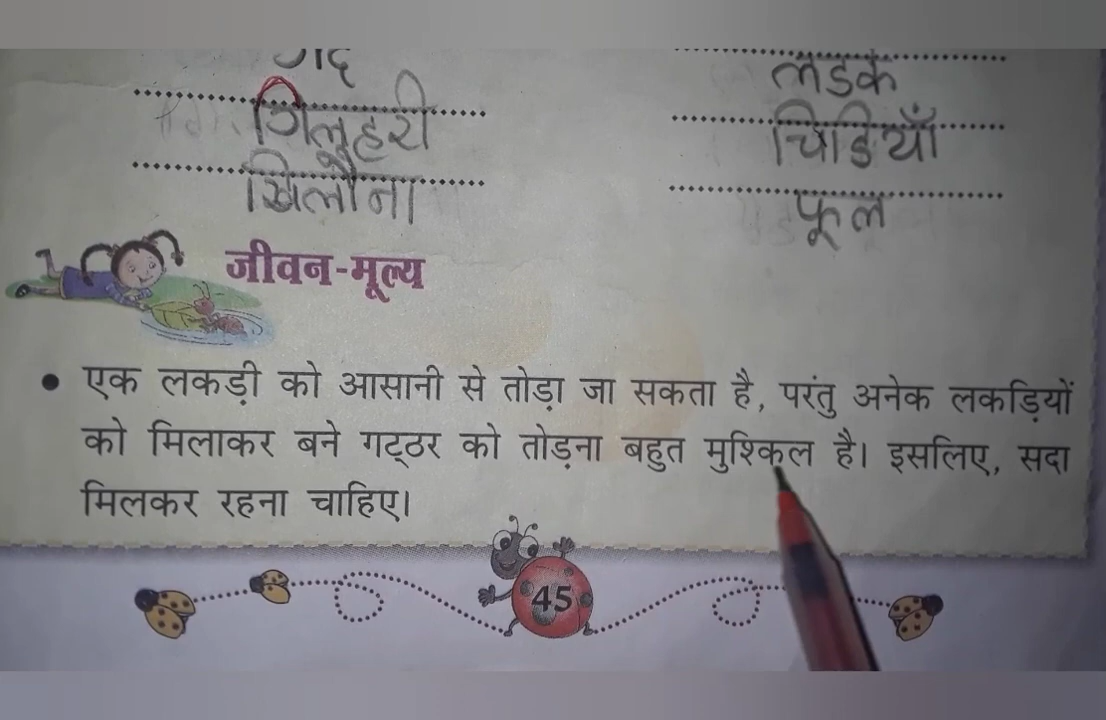 लडके
गिलहरी
चिडियाँ
खिलौना
फूल
जीवन-मूल्य
• एक लकड़ी को आसानी से तोड़ा जा सकता है, परंतु अनेक लकड़ियों
को मिलाकर बने गट्ठर को तोड़ना बहुत मुश्किल है। इसलिए, सदा
मिलकर रहना चाहिए।
45